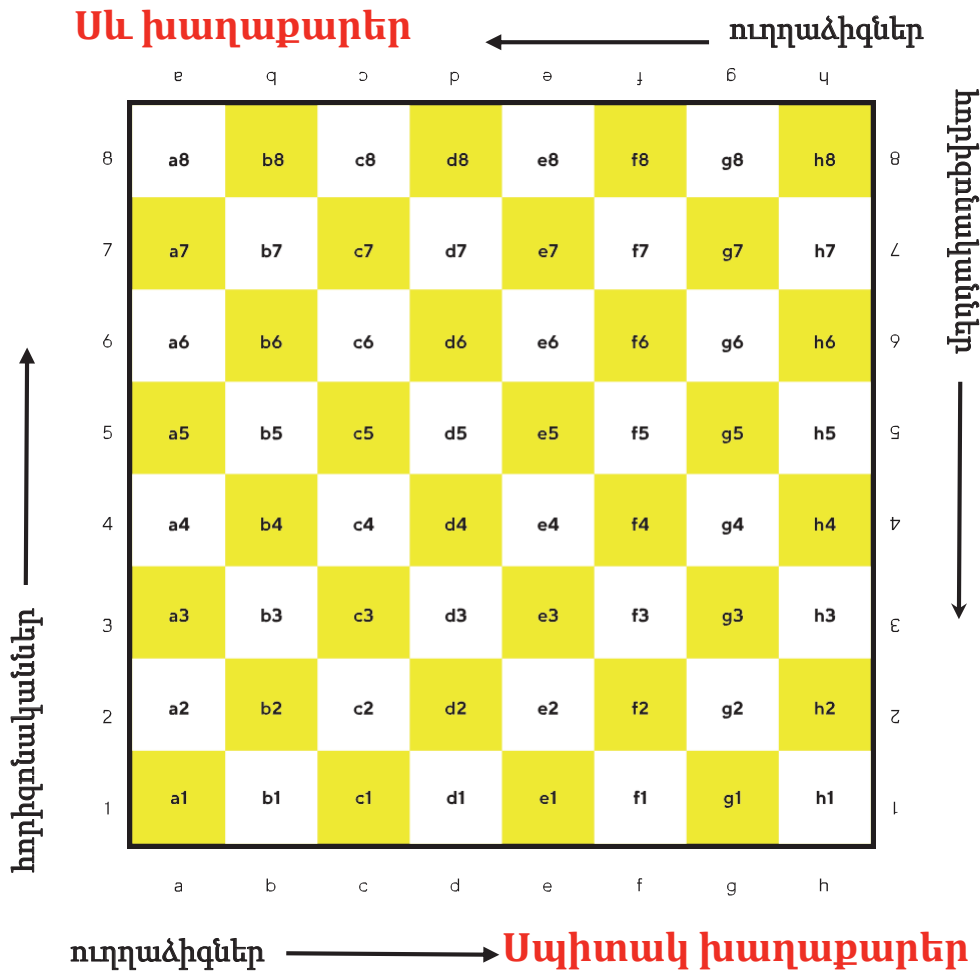 Սև խաղաքարեր
ուղղաձիգներ
a b c d e f g h
հորիզոնականներ
8 a8 b8 c8 d8 e8 f8 g8 h8 8
7 a7 b7 c7 d7 e7 f7 g7 h7 7
6 a6 b6 c6 d6 e6 f6 g6 h6 6
5 a5 b5 c5 d5 e5 f5 g5 h5 5
4 a4 b4 c4 d4 e4 f4 g4 h4 4
3 a3 b3 c3 d3 e3 f3 g3 h3 3
2 a2 b2 c2 d2 e2 f2 g2 h2 2
1 a1 b1 c1 d1 e1 f1 g1 h1 1
հորիզոնականներ
a b c d e f g h
ուղղաձիգներ
Սպիտակ խաղաքարեր